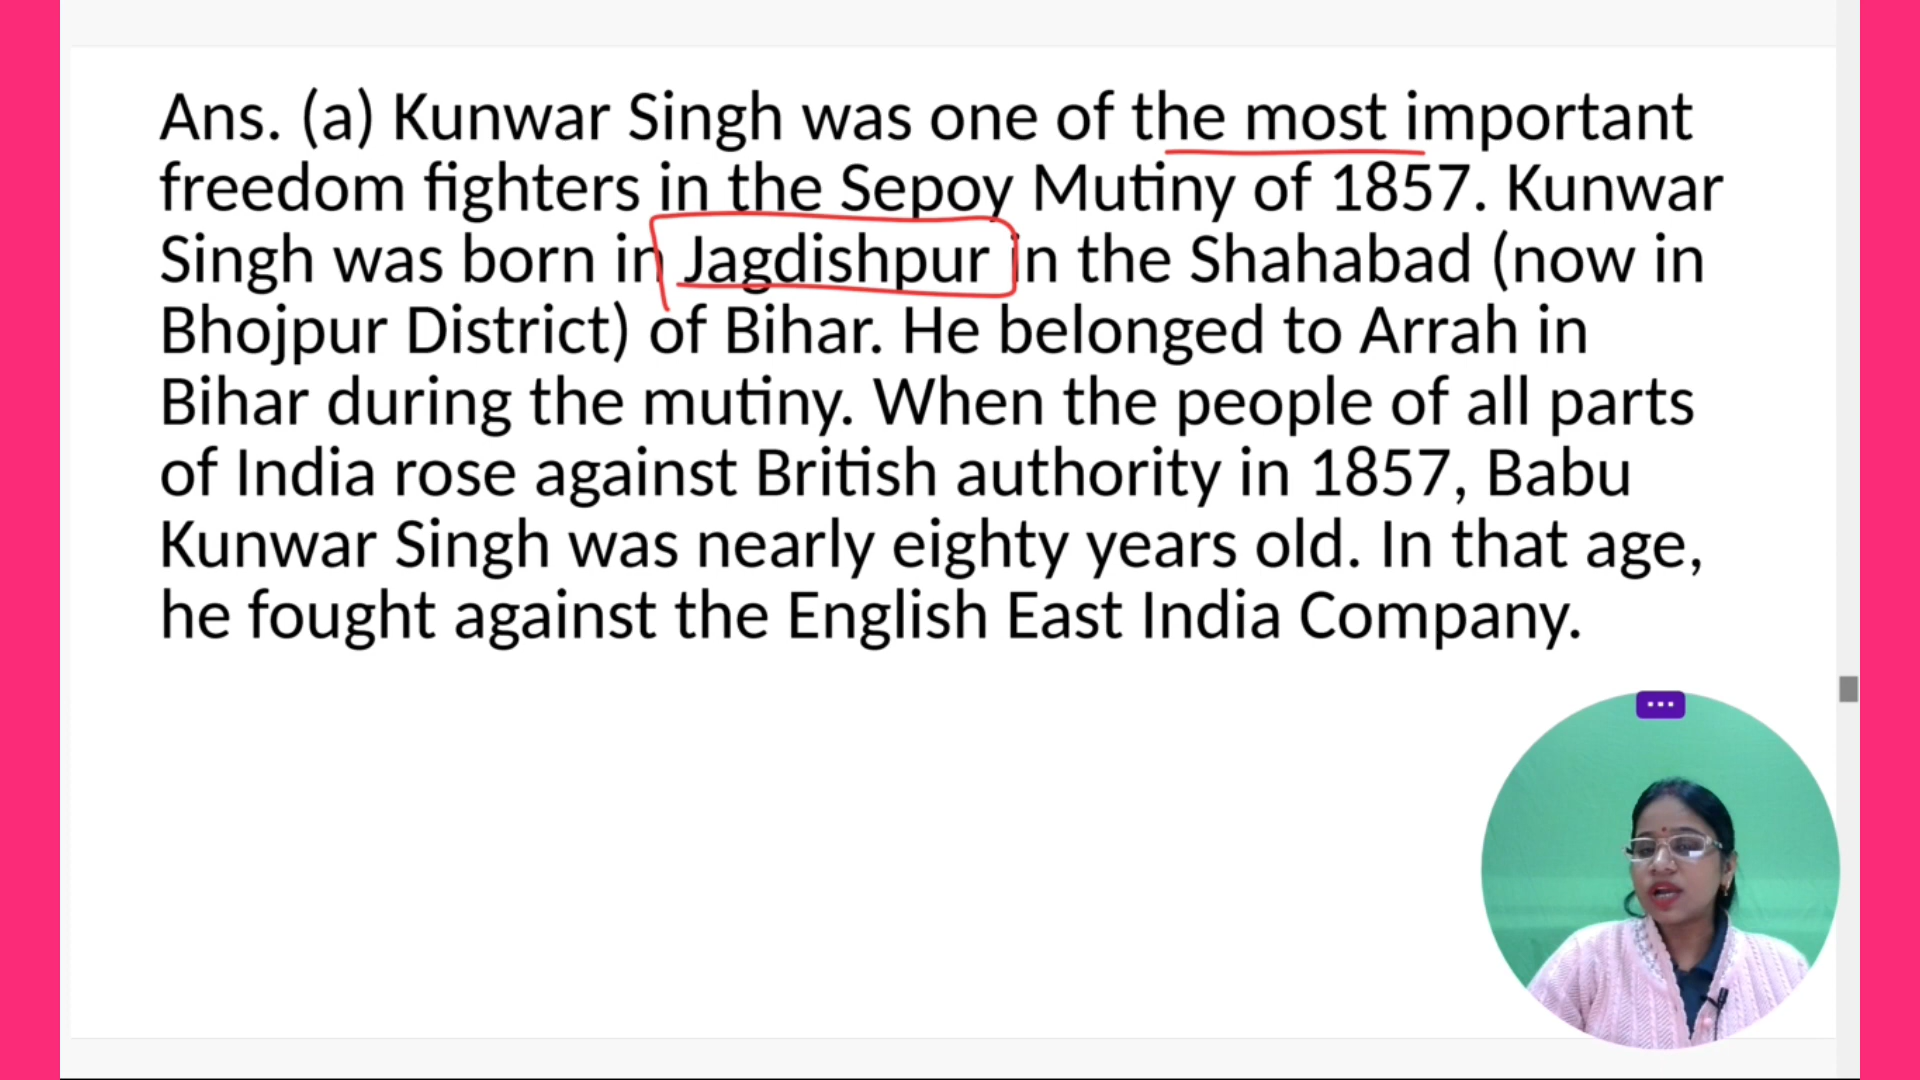 Ans. (a) Kunwar Singh was one of the most important
freedom fighters in the Sepoy Mutiny of 1857. Kunwar
Singh was born in Jagdishpur in the Shahabad (now in
Bhojpur District) of Bihar. He belonged to Arrah in
Bihar during the mutiny. When the people of all parts
of India rose against British authority in 1857, Babu
Kunwar Singh was nearly eighty years old. In that age,
he fought against the English East India Company.